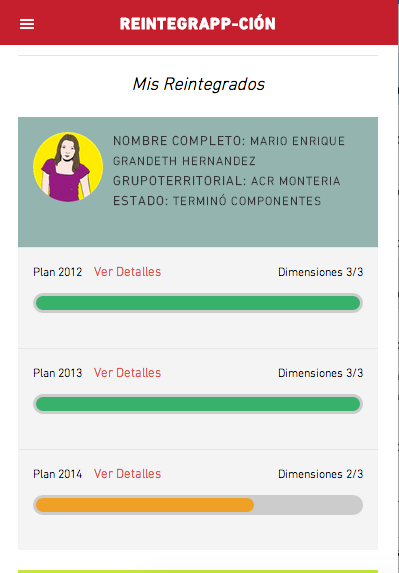 REINTEGRAPP-CIÓN
Mis Reintegrados
NOMBRE COMPLETO: MARIO ENRIQUE
GRANDETH HERNANDEZ
GRUPOTERRITORIAL: ACR MONTERIA
ESTADO: TERMINÓ COMPONENTES
Plan 2012 Ver Detalles Dimensiones 3/3
Plan 2013 Ver Detalles Dimensiones 3/3
Plan 2014 Ver Detalles Dimensiones 2/3